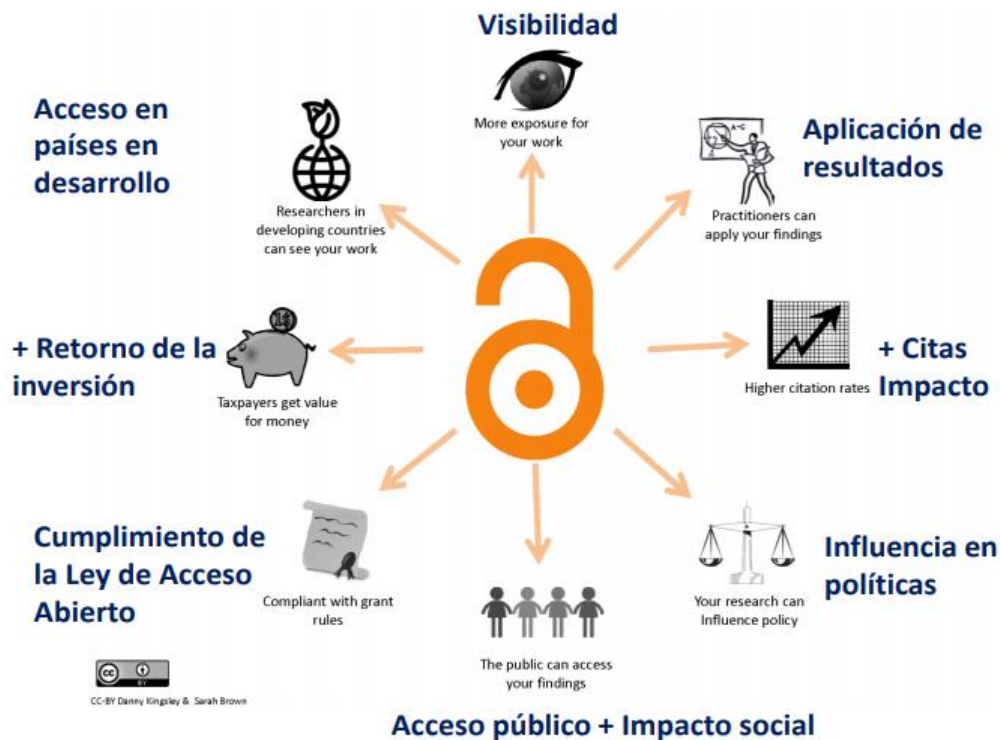 Visibilidad
More exposure for
your work
Acceso en
países en
desarrollo
Researchers in
developing countries
can see your work
Aplicación de
resultados
A-C
Practitioners can
apply your findings
+ Retorno de la
inversión
1$
Taxpayers get value
for money
+ Citas
Impacto
Higher citation rates
Cumplimiento de
la Ley de Acceso
Abierto
Compliant with grant
rules
Influencia en
políticas
Your research can
Influence policy
The public can access
your findings
cc
BY
CC-BY Danny Kingsley & Sarah Brown
Acceso público + Impacto social